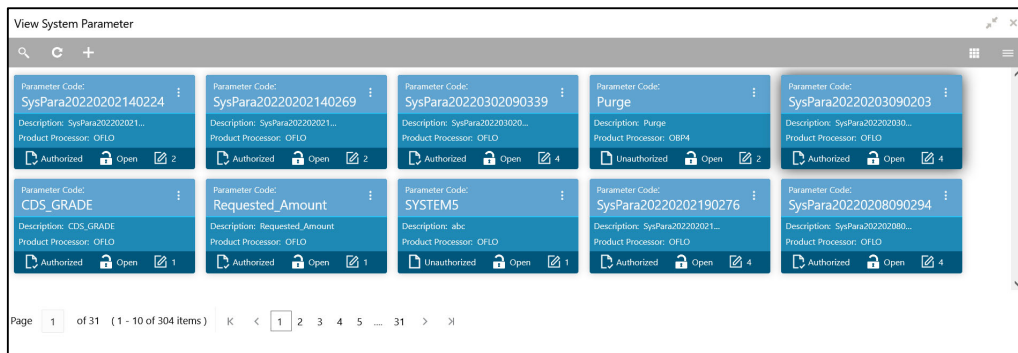 View System Parameter
Parameter Code:
SysPara20220202140224
Description: SysPara202202021...
Product Processor: OFLO
Authorized Open 2
Parameter Code:
SysPara20220202140269
Description: SysPara202202021...
Product Processor: OFLO
Authorized Open 2
Parameter Code:
SysPara20220302090339
Description: SysPara202203020...
Product Processor: OFLO
Authorized Open 4
Parameter Code:
Purge
Description: Purge
Product Processor: OBP4
Unauthorized Open 2
Parameter Code:
SysPara20220203090203
Description: SysPara202202030...
Product Processor: OFLO
Authorized Open 4
Parameter Code:
CDS_GRADE
Description: CDS_GRADE
Product Processor: OFLO
Authorized Open 1
Parameter Code:
Requested_Amount
Description: Requested_Amount
Product Processor: OFLO
Authorized Open 1
Parameter Code:
SYSTEM5
Description: abc
Product Processor: OFLO
Unauthorized Open 1
Parameter Code:
SysPara20220202190276
Description: SysPara202202021...
Product Processor: OFLO
Authorized Open 4
Parameter Code:
SysPara20220208090294
Description: SysPara202202080...
Product Processor: OFLO
Authorized Open 4
Page 1 of 31 ( 1 - 10 of 304 items ) 1 2 3 4 5 .... 31